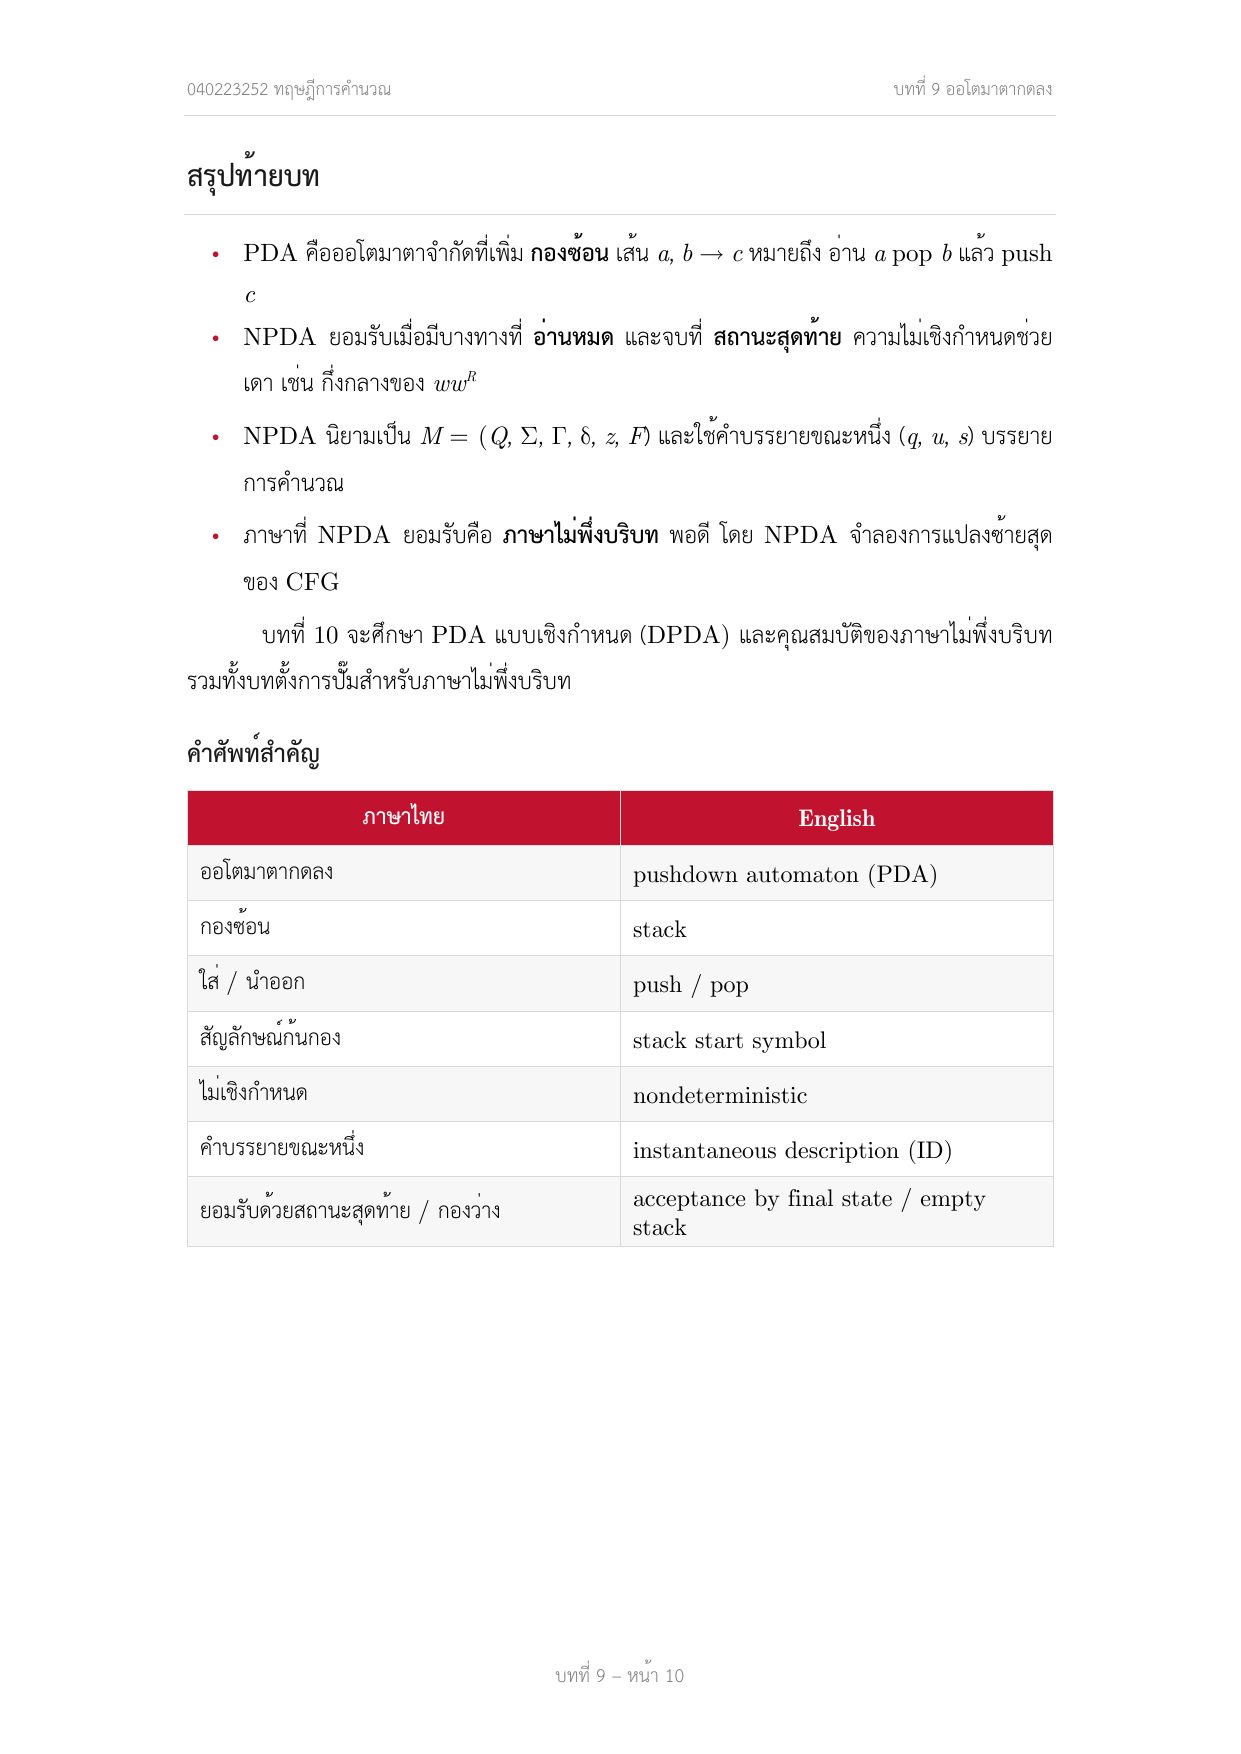 040223252 ทฤษฎีการคำนวณ
บทที่ 9 ออโตมาตากดลง
สรุปท้ายบท
• PDA คือออโตมาตาจำกัดที่เพิ่ม กองซ้อน เส้น a, b → c หมายถึง อ่าน a pop b แล้ว push
c
• NPDA ยอมรับเมื่อมีบางทางที่ อ่านหมด และจบที่ สถานะสุดท้าย ความไม่เชิงกำหนดช่วย
เดา เช่น กึ่งกลางของ ww^R
• NPDA นิยามเป็น M = (Q, Σ, Γ, δ, z, F) และใช้คำบรรยายขณะหนึ่ง (q, u, s) บรรยาย
การคำนวณ
• ภาษาที่ NPDA ยอมรับคือ ภาษาไม่พึ่งบริบท พอดี โดย NPDA จำลองการแปลงซ้ายสุด
ของ CFG
บทที่ 10 จะศึกษา PDA แบบเชิงกำหนด (DPDA) และคุณสมบัติของภาษาไม่พึ่งบริบท
รวมทั้งบทตั้งการปั๊มสำหรับภาษาไม่พึ่งบริบท
คำศัพท์สำคัญ
ภาษาไทย English
ออโตมาตากดลง pushdown automaton (PDA)
กองซ้อน stack
ใส่ / นำออก push / pop
สัญลักษณ์ก้นกอง stack start symbol
ไม่เชิงกำหนด nondeterministic
คำบรรยายขณะหนึ่ง instantaneous description (ID)
ยอมรับด้วยสถานะสุดท้าย / กองว่าง acceptance by final state / empty
stack
บทที่ 9 – หน้า 10